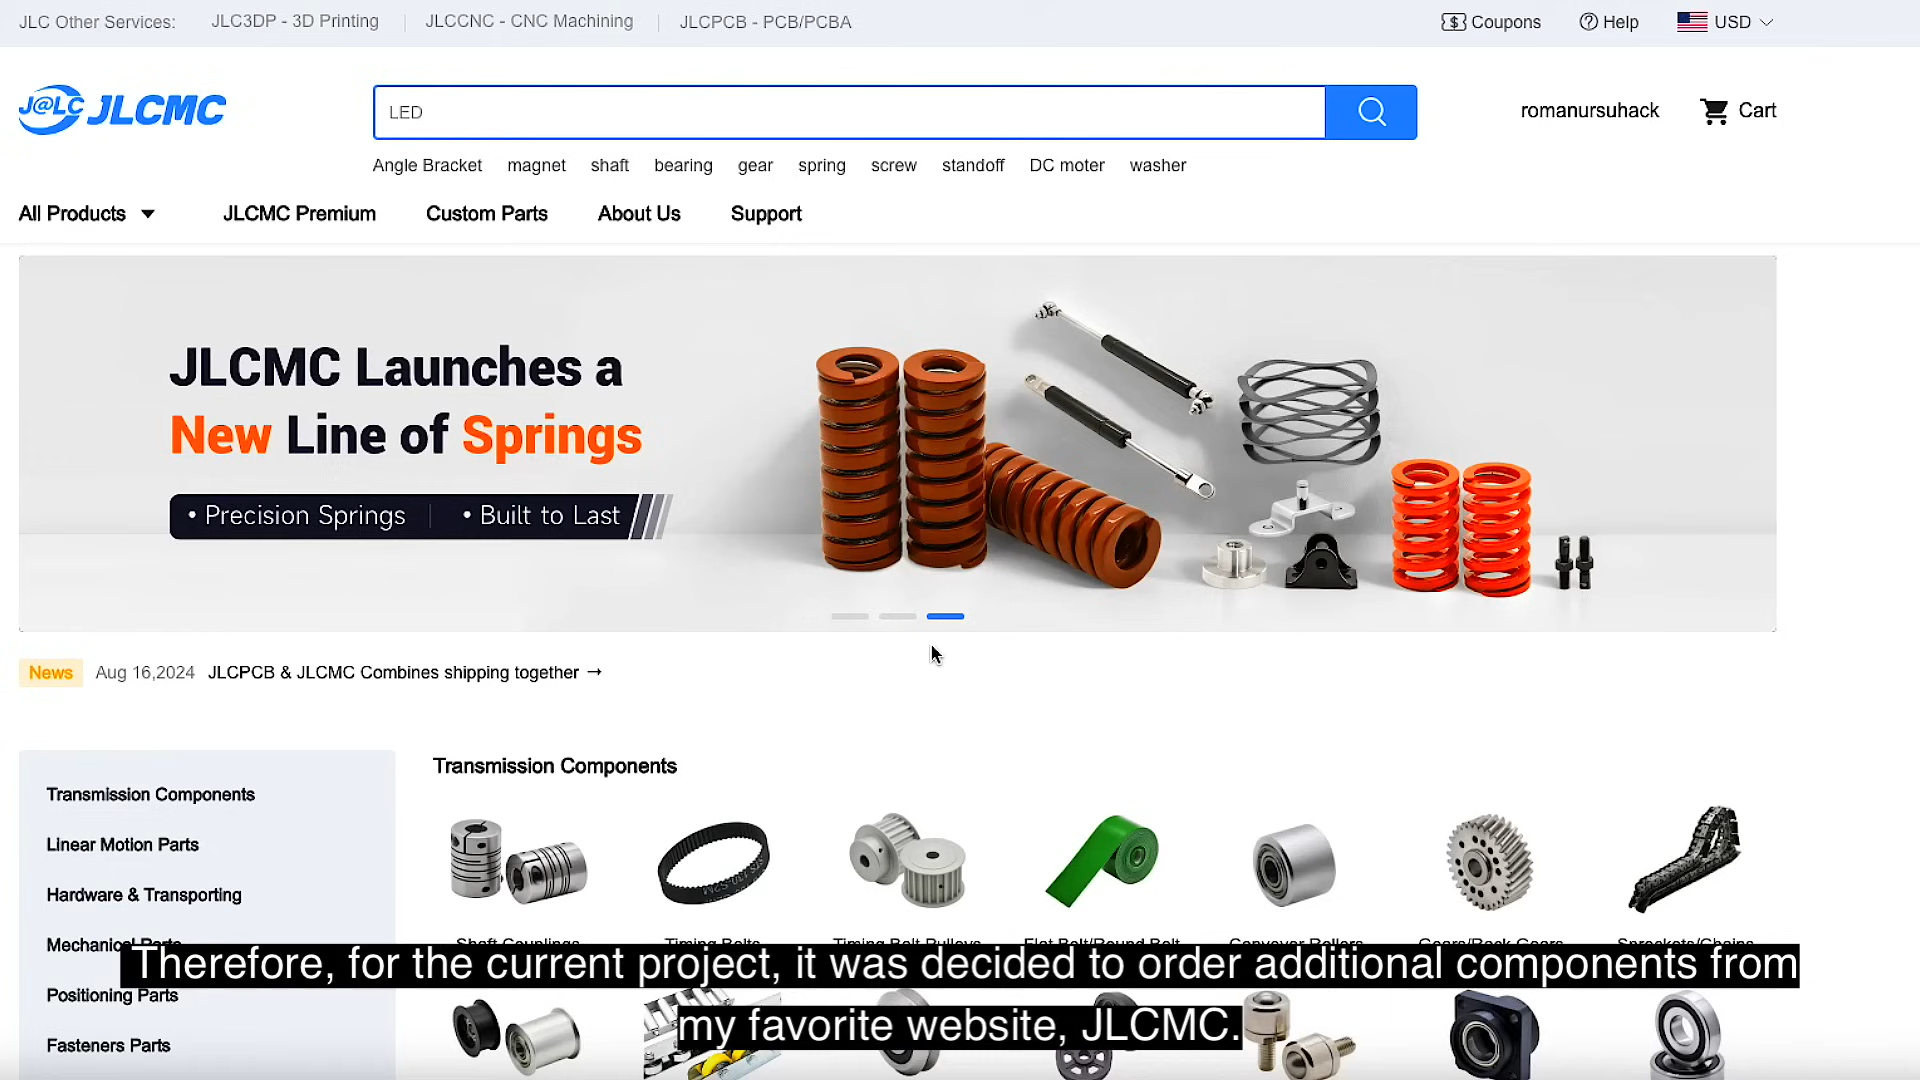 JLC Other Services: JLC3DP - 3D Printing JLCCNC - CNC Machining JLCPCB - PCB/PCBA Coupons Help USD
J@LC JLCMC LED romanursuhack Cart
Angle Bracket magnet shaft bearing gear spring screw standoff DC moter washer
All Products JLCMC Premium Custom Parts About Us Support
JLCMC Launches a
New Line of Springs
• Precision Springs • Built to Last
News Aug 16,2024 JLCPCB & JLCMC Combines shipping together →
Transmission Components
Transmission Components
Linear Motion Parts
Hardware & Transporting
Mechanical Parts
Shaft Couplings Timing Belts Timing Belt Pulleys Flat Belt/Round Belt Conveyor Rollers Gears/Rack Gears Sprockets/Chains
Therefore, for the current project, it was decided to order additional components from
Positioning Parts
my favorite website, JLCMC.
Fasteners Parts